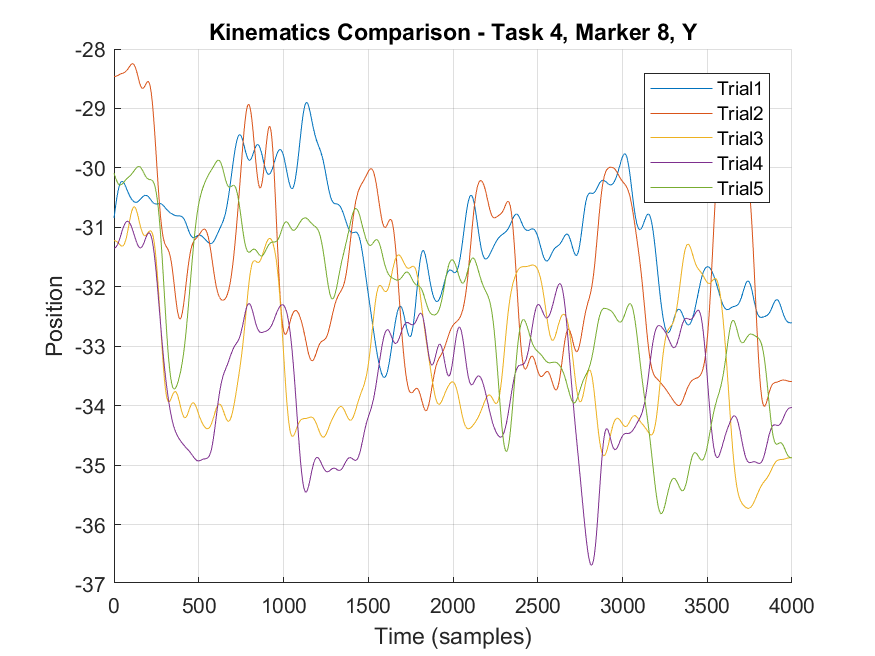 Kinematics Comparison - Task 4, Marker 8, Y
-28
-29
-30
-31
-32
-33
-34
-35
-36
-37
Position
Trial1
Trial2
Trial3
Trial4
Trial5
0 500 1000 1500 2000 2500 3000 3500 4000
Time (samples)